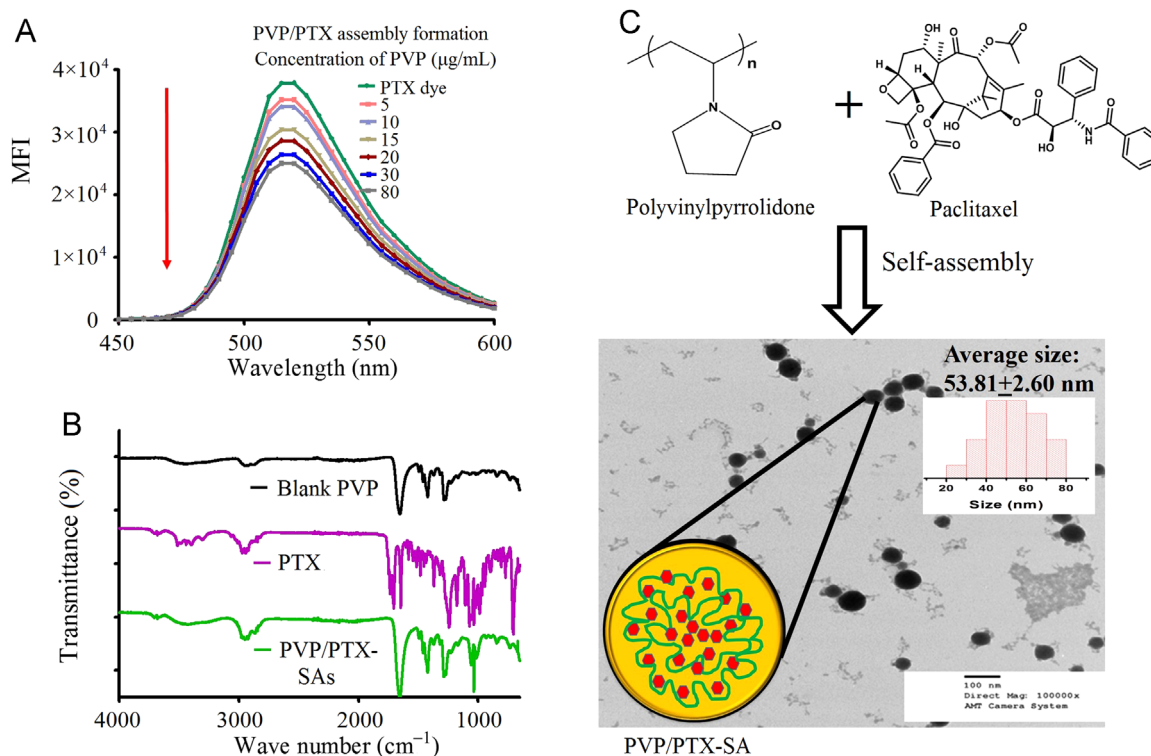 A
PVP/PTX assembly formation
Concentration of PVP (µg/mL)
PTX dye
5
10
15
20
30
80
4×10⁴
3×10⁴
2×10⁴
1×10⁴
0
MFI
450
500
550
600
Wavelength (nm)
B
Blank PVP
PTX
PVP/PTX-
SAs
Transmittance (%)
4000
3000
2000
1000
Wave number (cm⁻¹)
C
n
OH
O
O
O
H
O
O
H
O
O
O
HO
O
O
O
OH
N
H
O
N
O
Polyvinylpyrrolidone
Paclitaxel
Self-assembly
Average size:
53.81±2.60 nm
20
40
60
80
Size (nm)
100 nm
Direct Mag: 100000x
AMT Camera System
PVP/PTX-SA